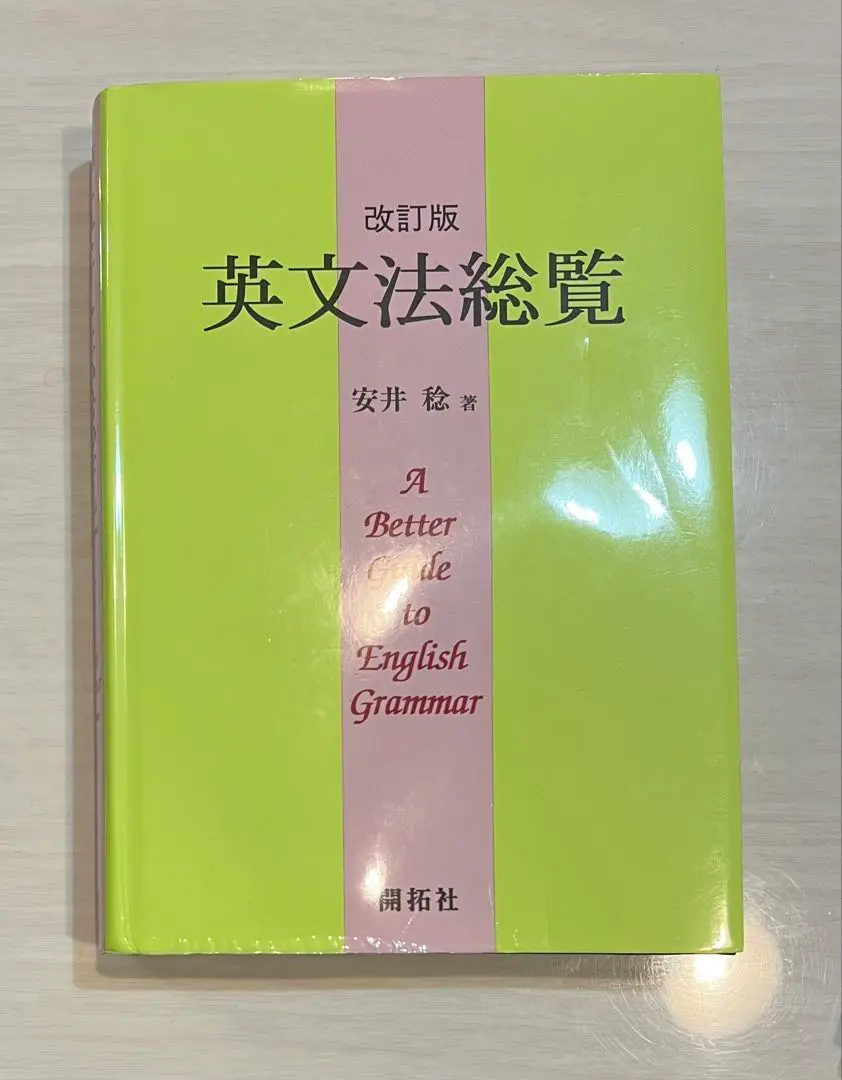 改訂版
英文法総覧
安井 稔 著
A
Better
Guide
to
English
Grammar
開拓社